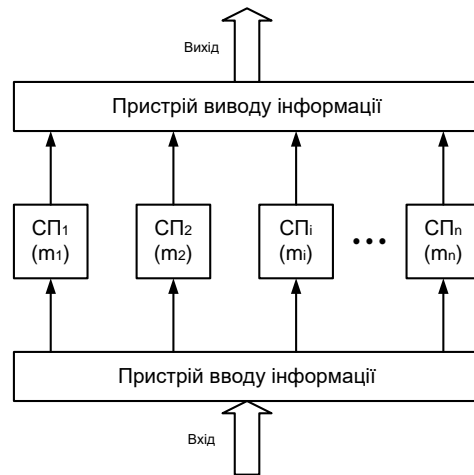 Вихід
Пристрій виводу інформації
СП1 СП2 СПi СПn
(m1) (m2) (mi) ••• (mn)
Пристрій вводу інформації
Вхід